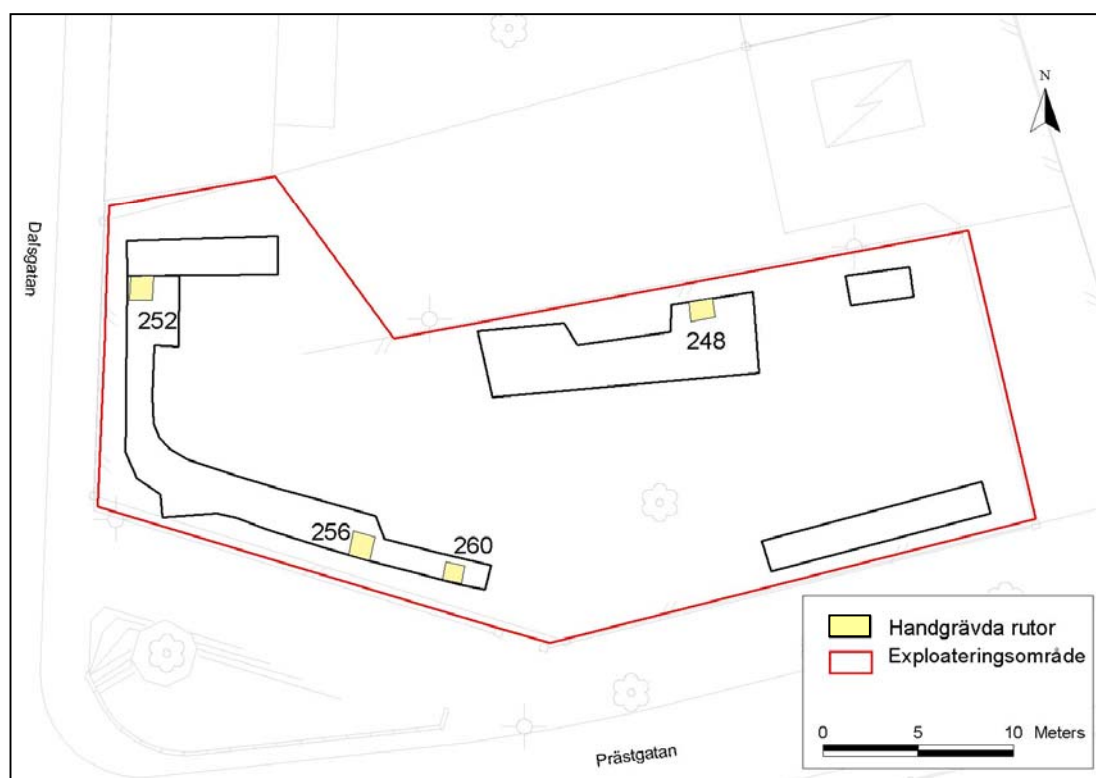 N
Dalsgatan
252
248
256
260
Handgrävda rutor
Exploateringsområde
0 5 10 Meters
Prästgatan